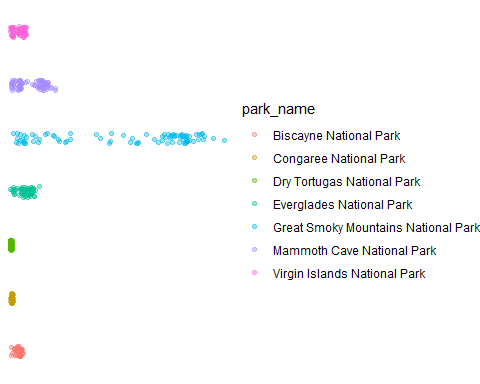 park_name
Biscayne National Park
Congaree National Park
Dry Tortugas National Park
Everglades National Park
Great Smoky Mountains National Park
Mammoth Cave National Park
Virgin Islands National Park